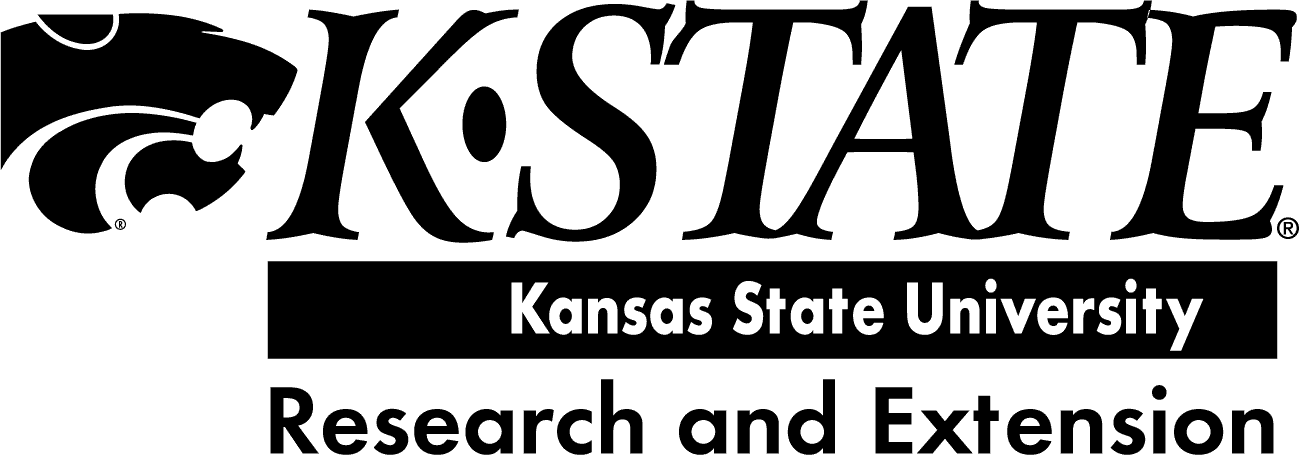 K•STATE®
Kansas State University
Research and Extension
®